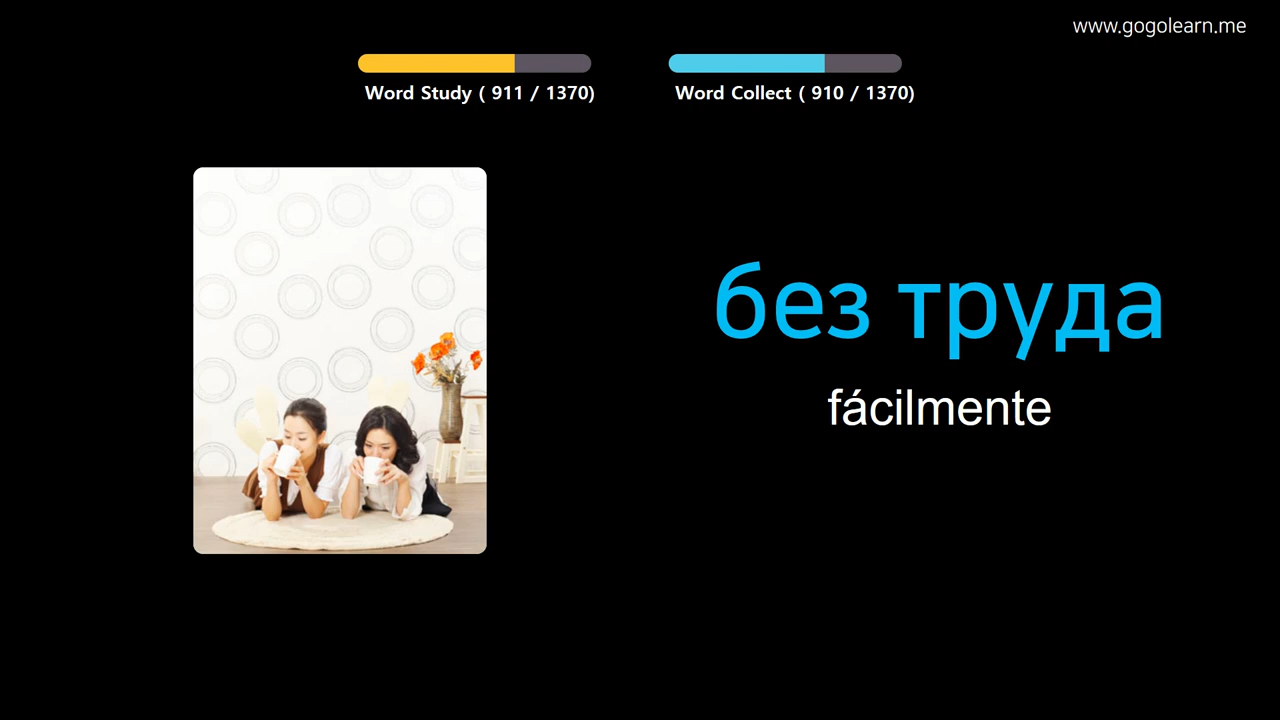 www.gogolearn.me
Word Study ( 911 / 1370)
Word Collect ( 910 / 1370)
без труда
fácilmente